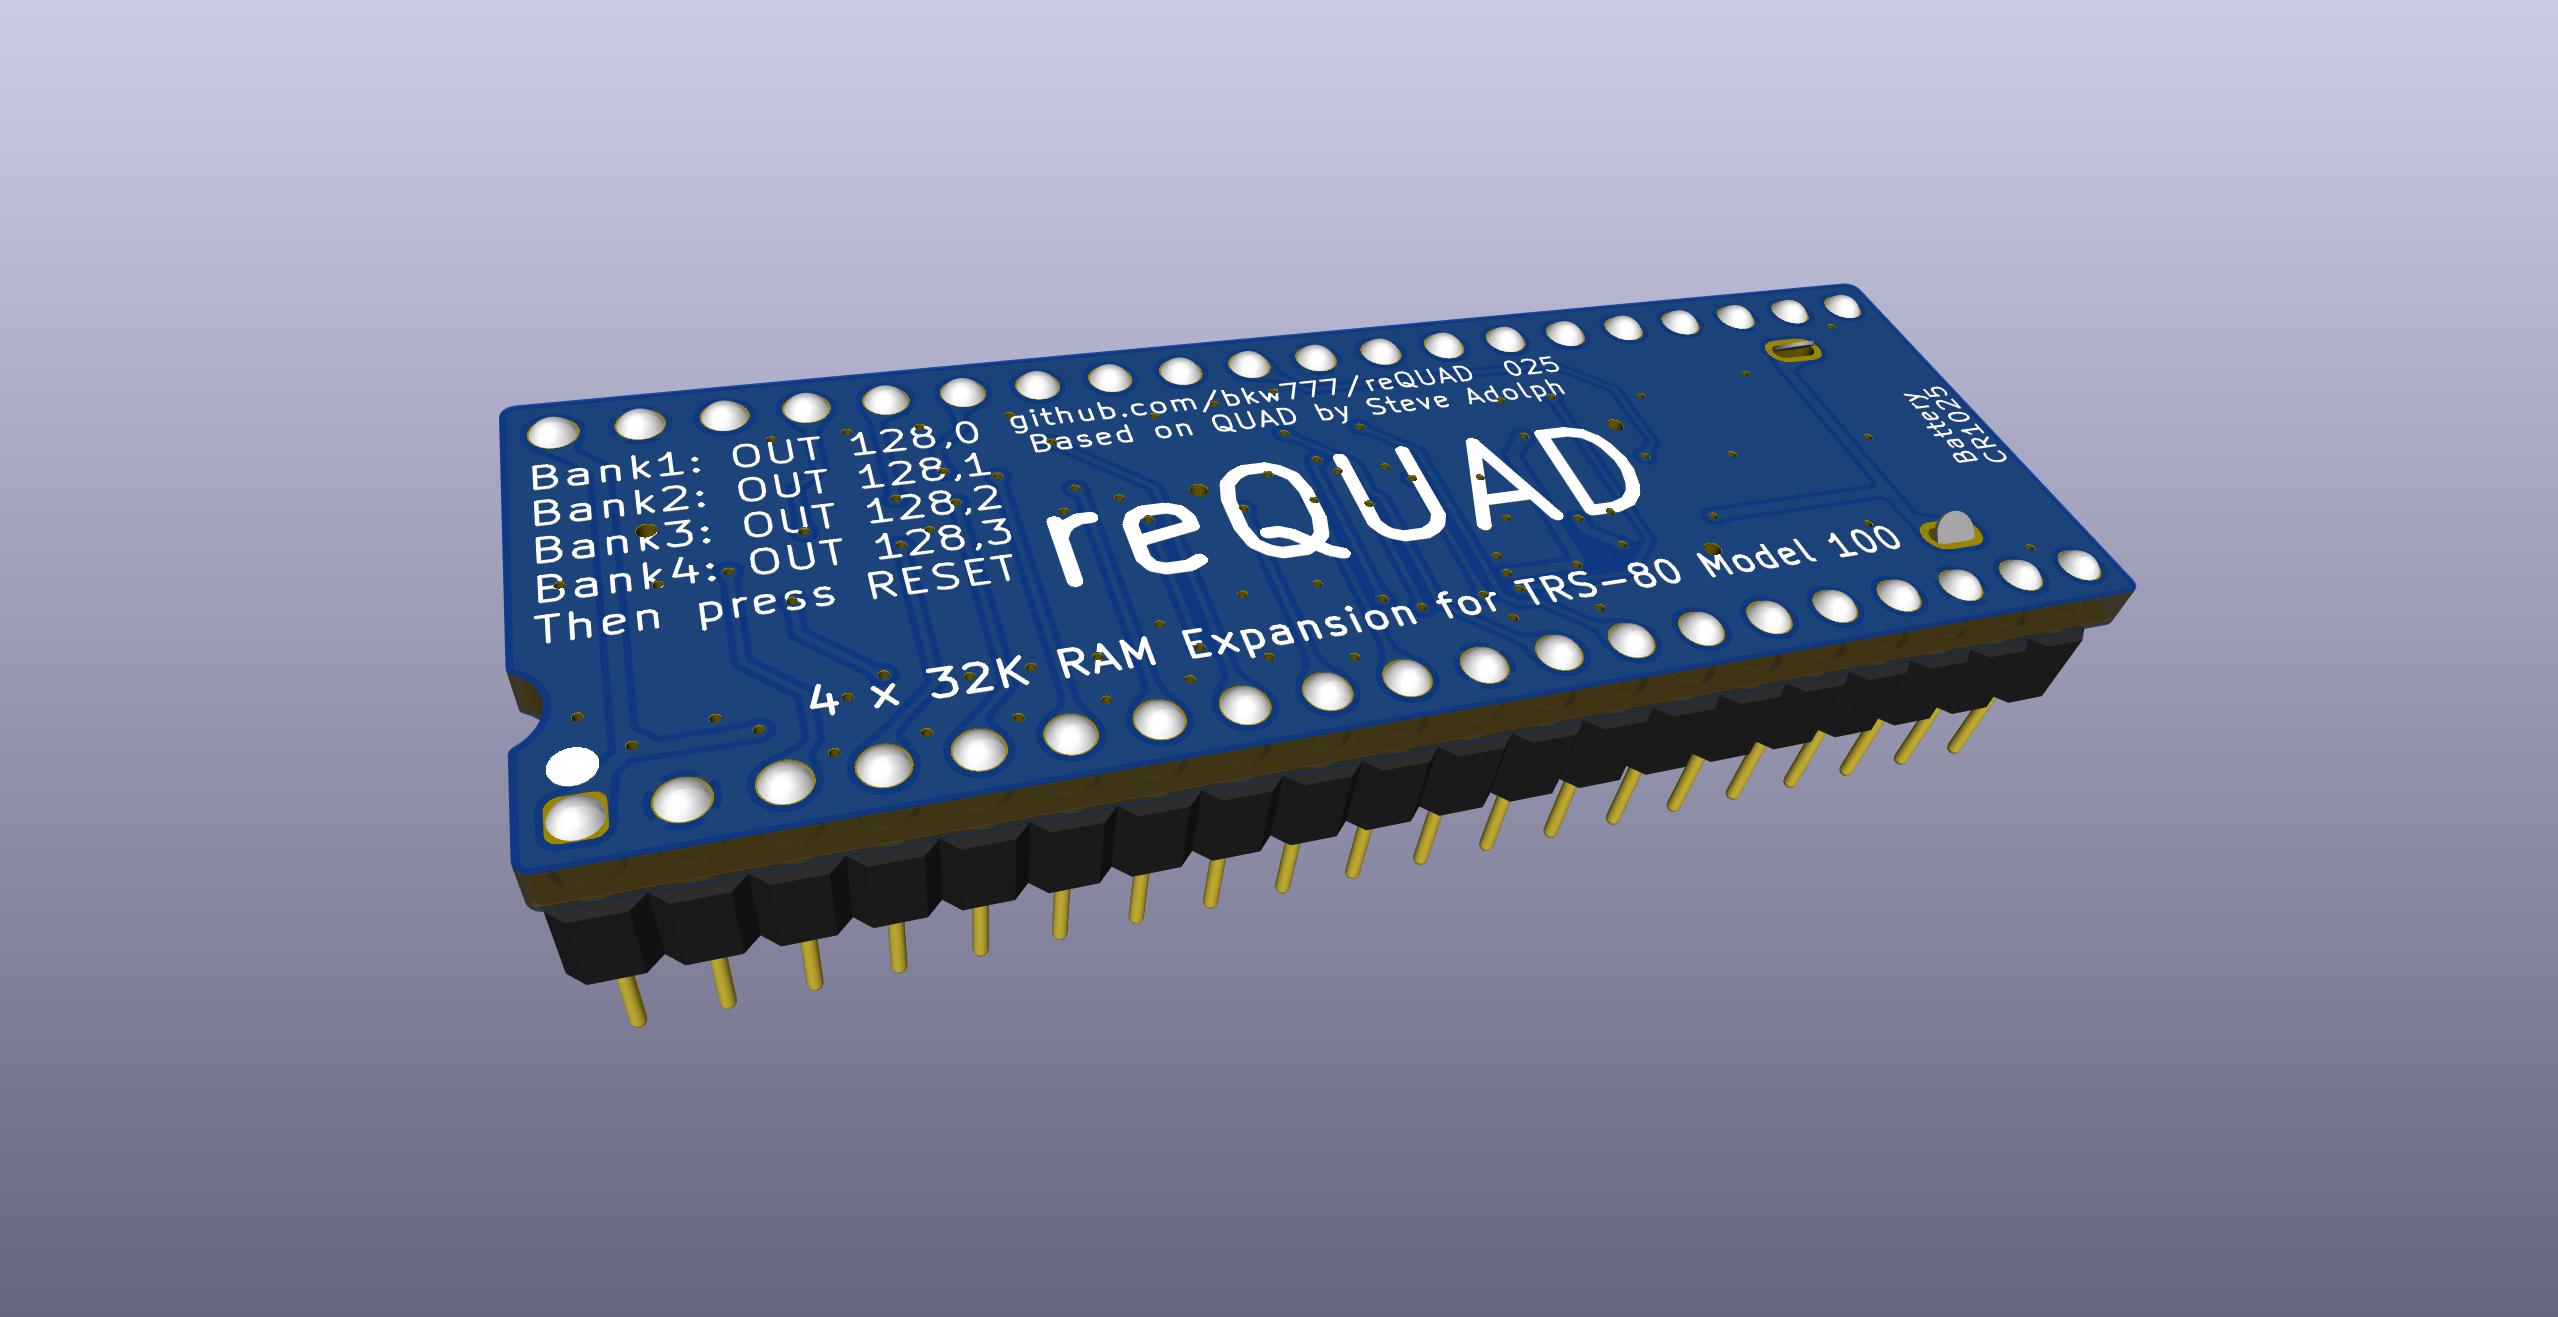 Bank1: OUT 128,0
Bank2: OUT 128,1
Bank3: OUT 128,2
Bank4: OUT 128,3
Then press RESET
github.com/bkw777/reQUAD 025
Based on QUAD by Steve Adolph
reQUAD
4 x 32K RAM Expansion for TRS-80 Model 100
Battery
CR1025